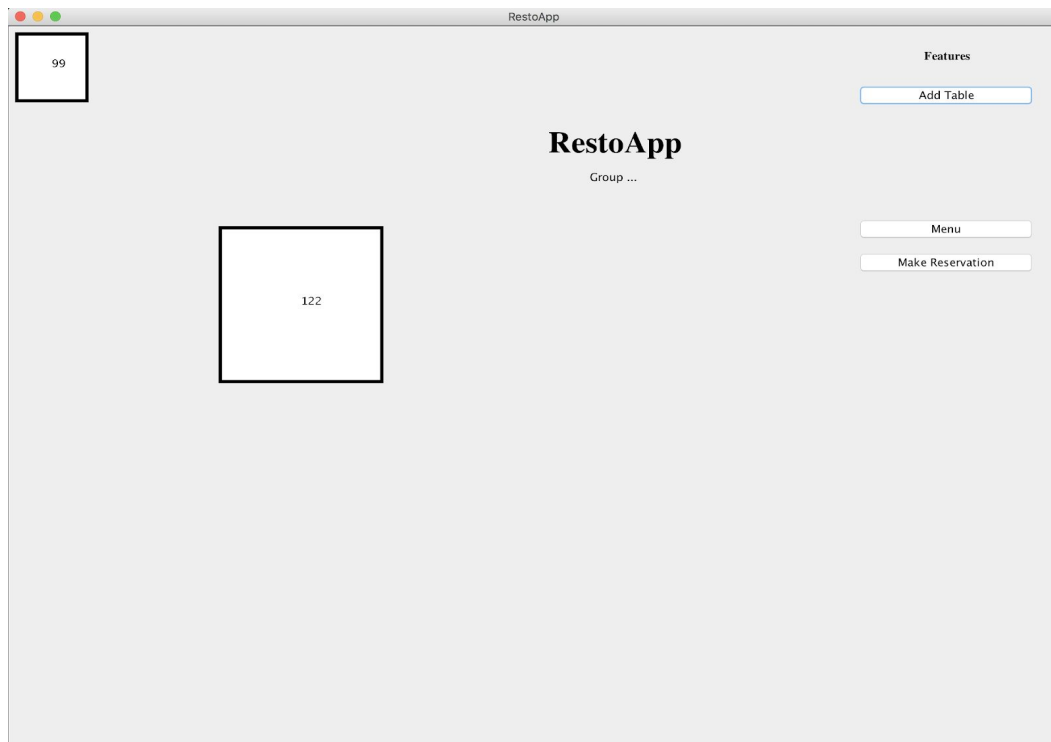 RestoApp
99
Features
Add Table
RestoApp
Group ...
Menu
Make Reservation
122